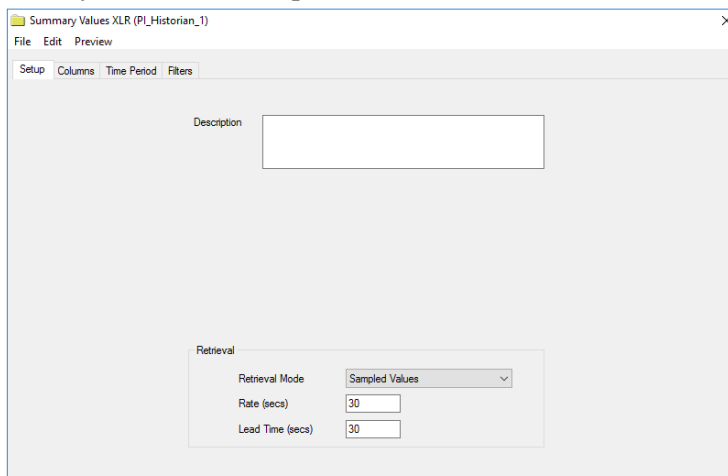 Summary Values XLR (PI_Historian_1)
File Edit Preview
Setup Columns Time Period Filters
Description
Retrieval
Retrieval Mode Sampled Values
Rate (secs) 30
Lead Time (secs) 30